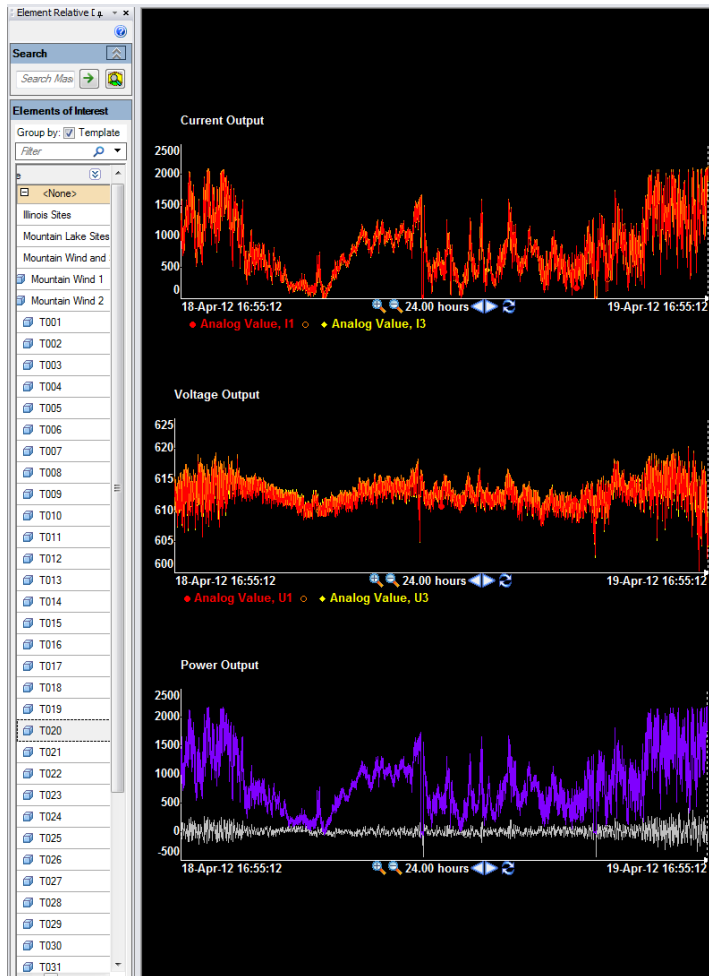 Element Relative D
Search
Search Mas
Elements of Interest
Group by: Template
Filter
e
<None>
Illinois Sites
Mountain Lake Sites
Mountain Wind and
Mountain Wind 1
Mountain Wind 2
T001
T002
T003
T004
T005
T006
T007
T008
T009
T010
T011
T012
T013
T014
T015
T016
T017
T018
T019
T020
T021
T022
T023
T024
T025
T026
T027
T028
T029
T030
T031
Current Output
2500
2000
1500
1000
500
0
18-Apr-12 16:55:12 24.00 hours 19-Apr-12 16:55:12
Analog Value, I1 Analog Value, I3
Voltage Output
625
620
615
610
605
600
18-Apr-12 16:55:12 24.00 hours 19-Apr-12 16:55:12
Analog Value, U1 Analog Value, U3
Power Output
2500
2000
1500
1000
500
0
-500
18-Apr-12 16:55:12 24.00 hours 19-Apr-12 16:55:12